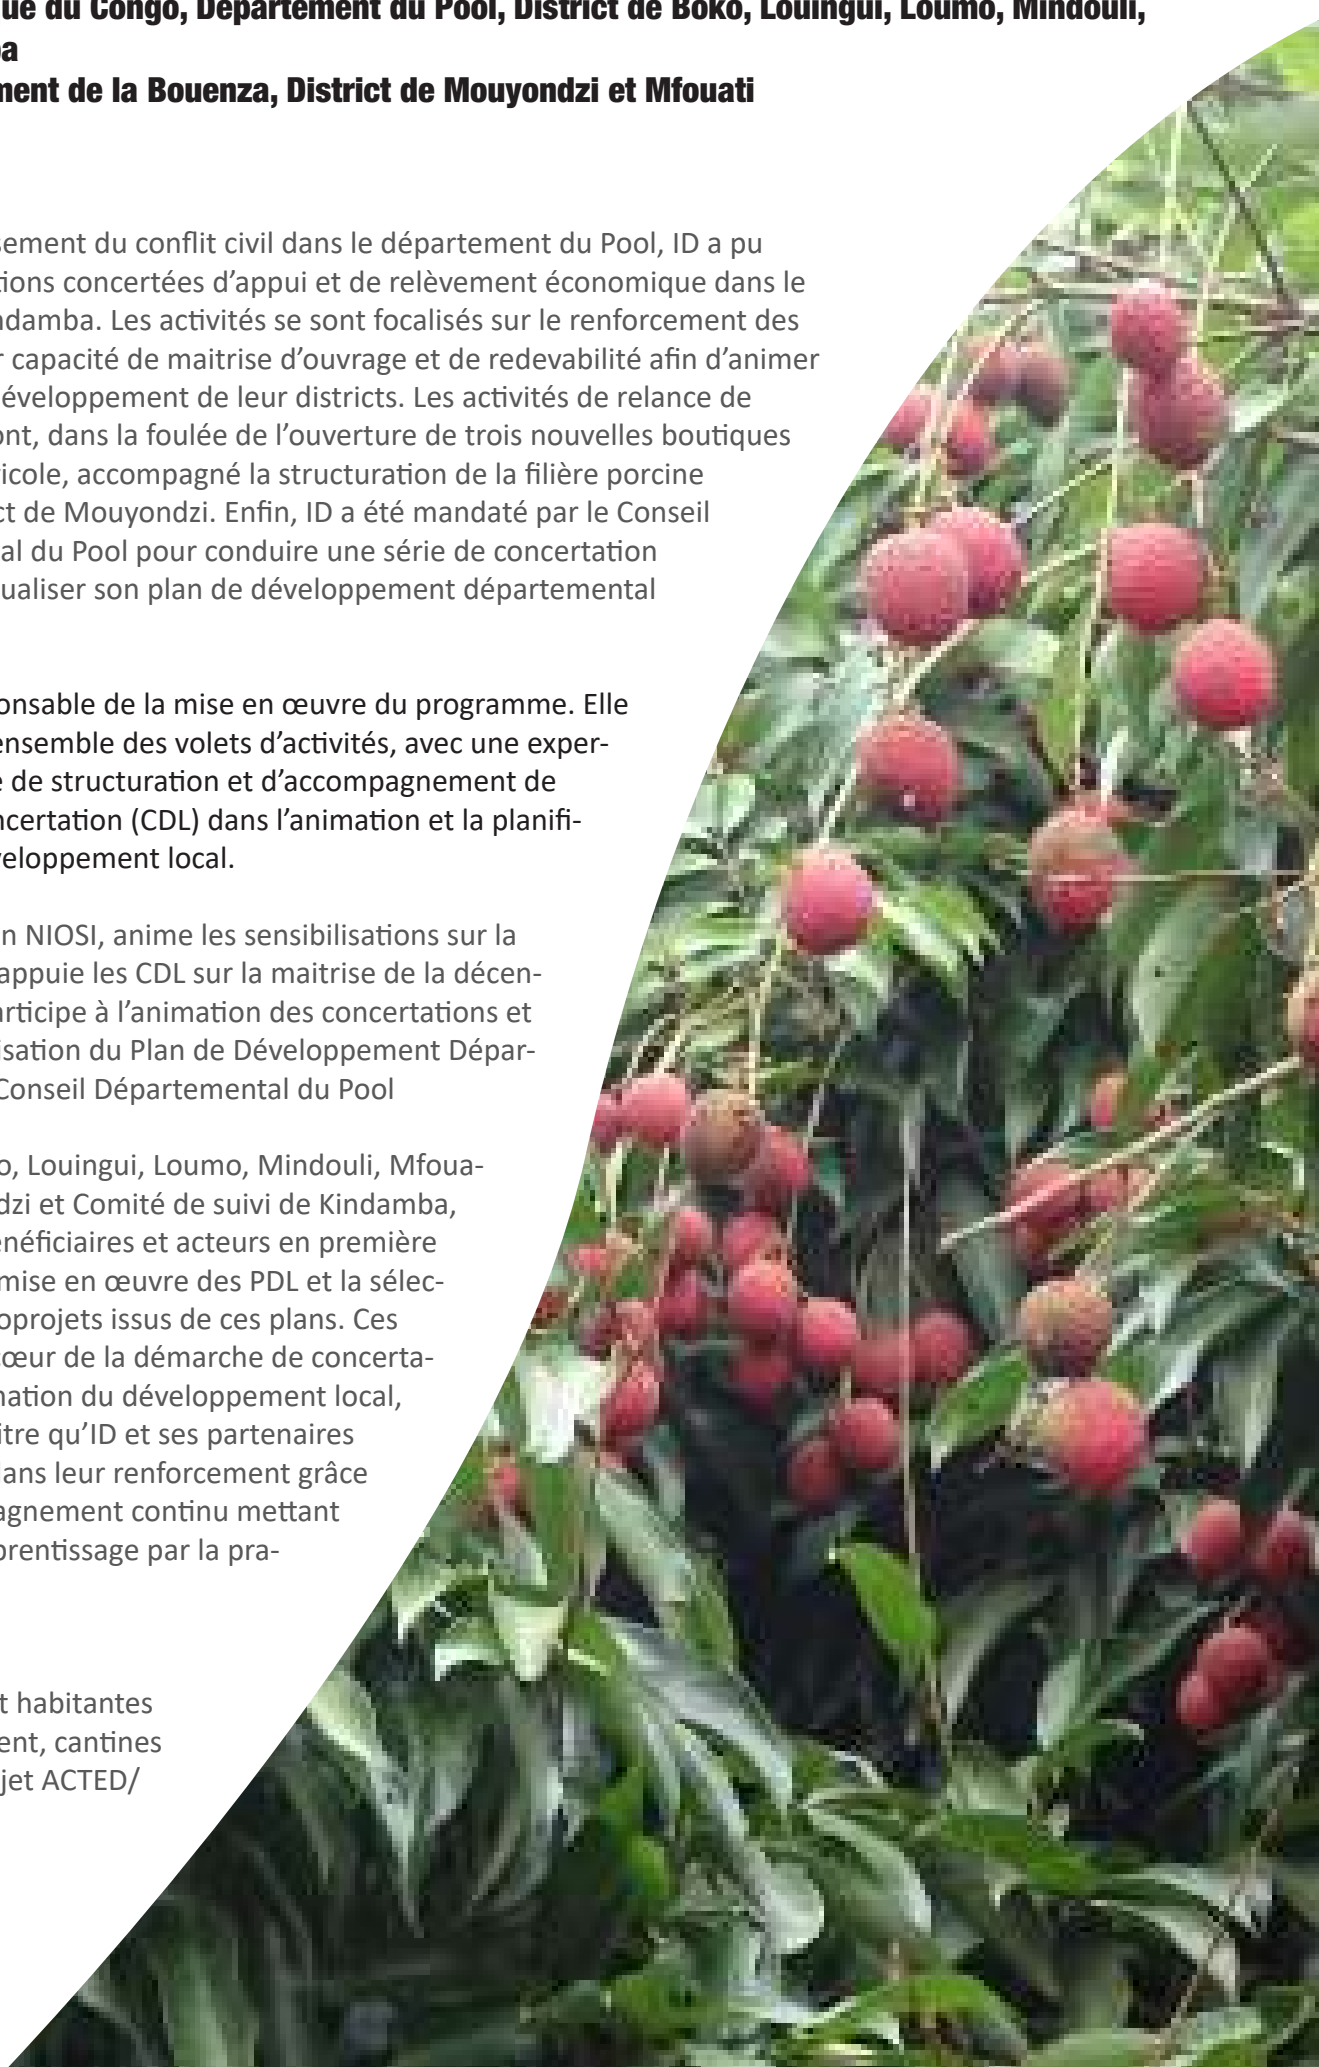 ue du Congo, Département du Pool, District de Boko, Louingui, Loumo, Mindouli,
a
ment de la Bouenza, District de Mouyondzi et Mfouati
sement du conflit civil dans le département du Pool, ID a pu
tions concertées d’appui et de relèvement économique dans le
ndamba. Les activités se sont focalisés sur le renforcement des
r capacité de maitrise d’ouvrage et de redevabilité afin d’animer
éveloppement de leur districts. Les activités de relance de
ont, dans la foulée de l’ouverture de trois nouvelles boutiques
icole, accompagné la structuration de la filière porcine
ct de Mouyondzi. Enfin, ID a été mandaté par le Conseil
al du Pool pour conduire une série de concertation
ualiser son plan de développement départemental
onsable de la mise en œuvre du programme. Elle
ensemble des volets d’activités, avec une exper-
e de structuration et d’accompagnement de
ncertation (CDL) dans l’animation et la planifi-
veloppement local.
n NIOSI, anime les sensibilisations sur la
appuie les CDL sur la maitrise de la décen-
articipe à l’animation des concertations et
isation du Plan de Développement Dépar-
Conseil Départemental du Pool
o, Louingui, Loumo, Mindouli, Mfoua-
dzi et Comité de suivi de Kindamba,
énéficiaires et acteurs en première
mise en œuvre des PDL et la sélec-
oprojets issus de ces plans. Ces
cœur de la démarche de concerta-
mation du développement local,
itre qu’ID et ses partenaires
dans leur renforcement grâce
agnement continu mettant
prentissage par la pra-
t habitantes
ent, cantines
jet ACTED/